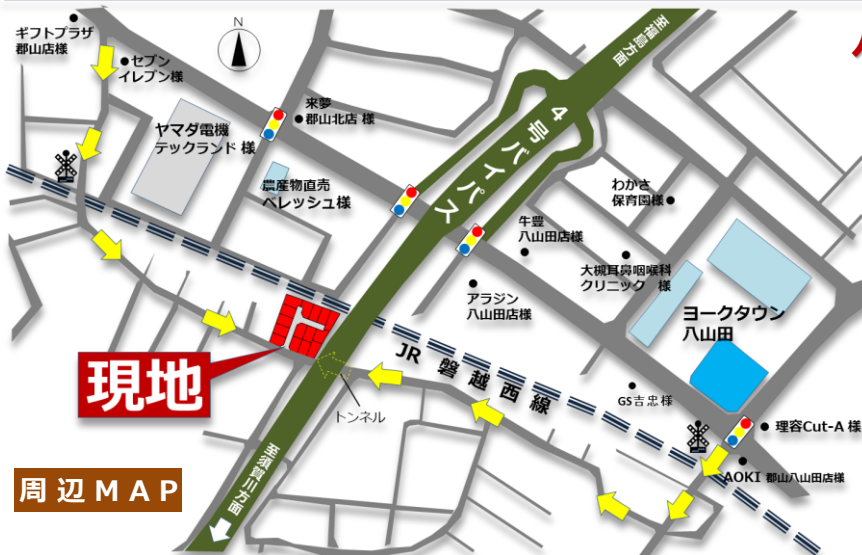 ギフトプラザ
郡山店様
セブン
イレブン様
N
至福島方面
来夢
郡山北店 様
ヤマダ電機
テックランド 様
4号バイパス
農産物直売
ベレッシュ様
わかさ
保育園様
牛豊
八山田店様
大槻耳鼻咽喉科
クリニック 様
アラジン
八山田店様
ヨークタウン
八山田
現地
JR 磐越西線
トンネル
GS吉忠様
理容Cut-A 様
至須賀川方面
AOKI 郡山八山田店様
周辺MAP